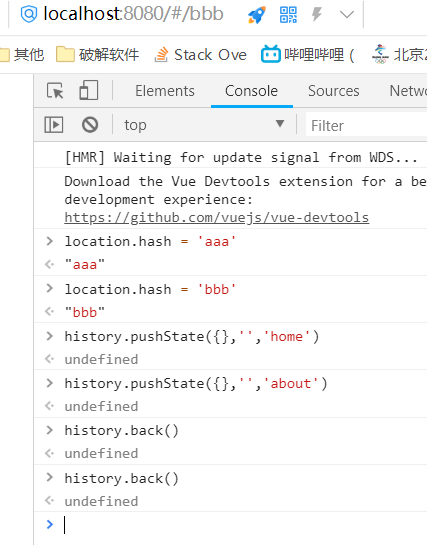 localhost:8080/#/bbb
其他 破解软件 Stack Ove 哔哩哔哩 ( 北京2
Elements Console Sources Netw
top Filter
[HMR] Waiting for update signal from WDS...
Download the Vue Devtools extension for a be
development experience:
https://github.com/vuejs/vue-devtools
> location.hash = 'aaa'
< "aaa"
> location.hash = 'bbb'
< "bbb"
> history.pushState({},'','home')
< undefined
> history.pushState({},'','about')
< undefined
> history.back()
< undefined
> history.back()
< undefined
>